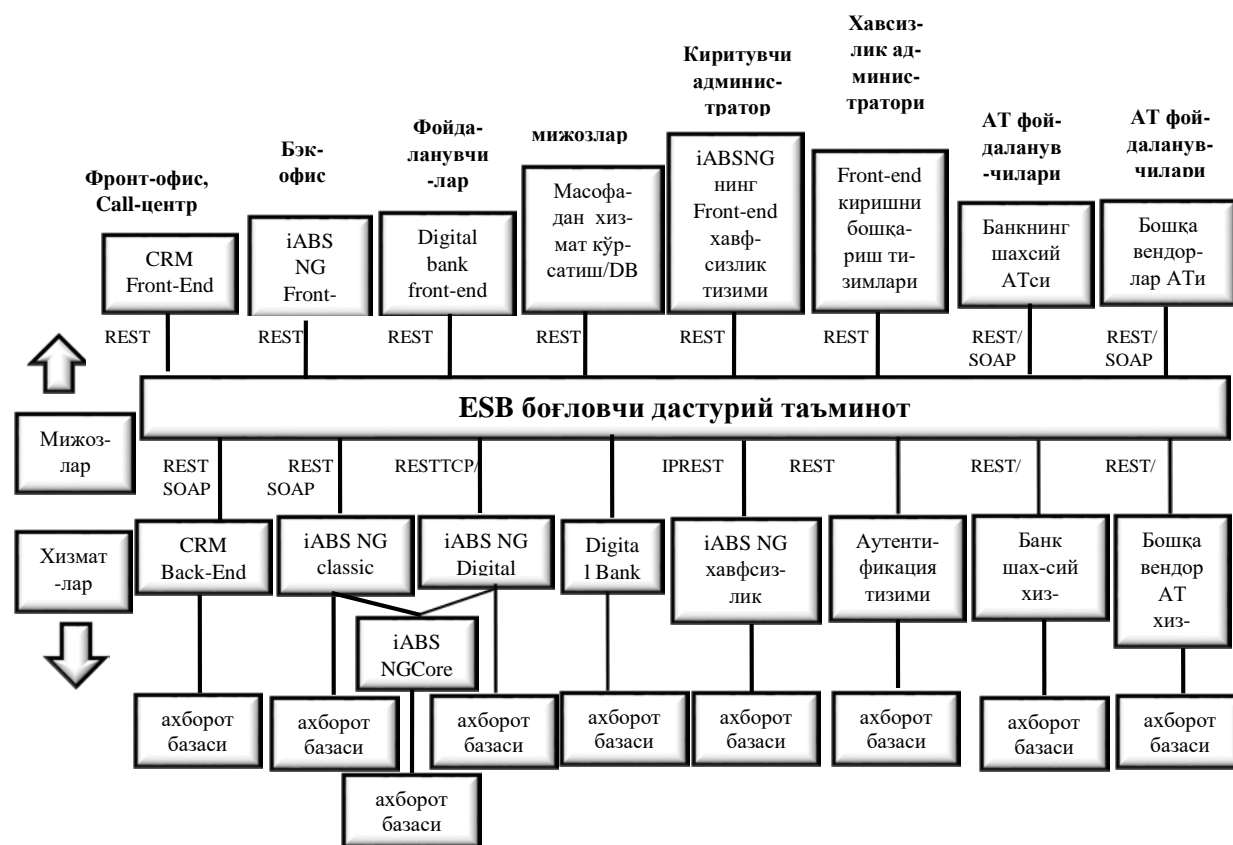 Фронт-офис,
Call-центр
Бэк-
офис
Фойда-
ланувчи
-лар
мижозлар
Киритувчи
админис-
тратор
Хавсиз-
лик ад-
минис-
тратори
АТ фой-
даланув
-чилари
АТ фой-
даланув-
чилари
CRM
Front-End
iABS
NG
Front-
Digital
bank
front-end
Масофа-
дан хиз-
мат кўр-
сатиш/DB
iABSNG
нинг
Front-end
хавф-
сизлик
тизими
Front-end
киришни
бошқа-
риш ти-
зимлари
Банкнинг
шахсий
АТси
Бошқа
вендор-
лар АТи
REST
REST
REST
REST
REST
REST
REST/
SOAP
REST/
SOAP
ESB боғловчи дастурий таъминот
Мижоз-
лар
REST
SOAP
REST
SOAP
RESTTCP/
IPREST
REST
REST/
REST/
Хизмат
-лар
CRM
Back-End
iABS NG
classic
iABS NG
Digital
Digita
l Bank
iABS NG
хавфсиз-
лик
Аутенти-
фикация
тизими
Банк
шах-сий
хиз-
Бошқа
вендор
АТ
хиз-
iABS
NGCore
ахборот
базаси
ахборот
базаси
ахборот
базаси
ахборот
базаси
ахборот
базаси
ахборот
базаси
ахборот
базаси
ахборот
базаси
ахборот
базаси